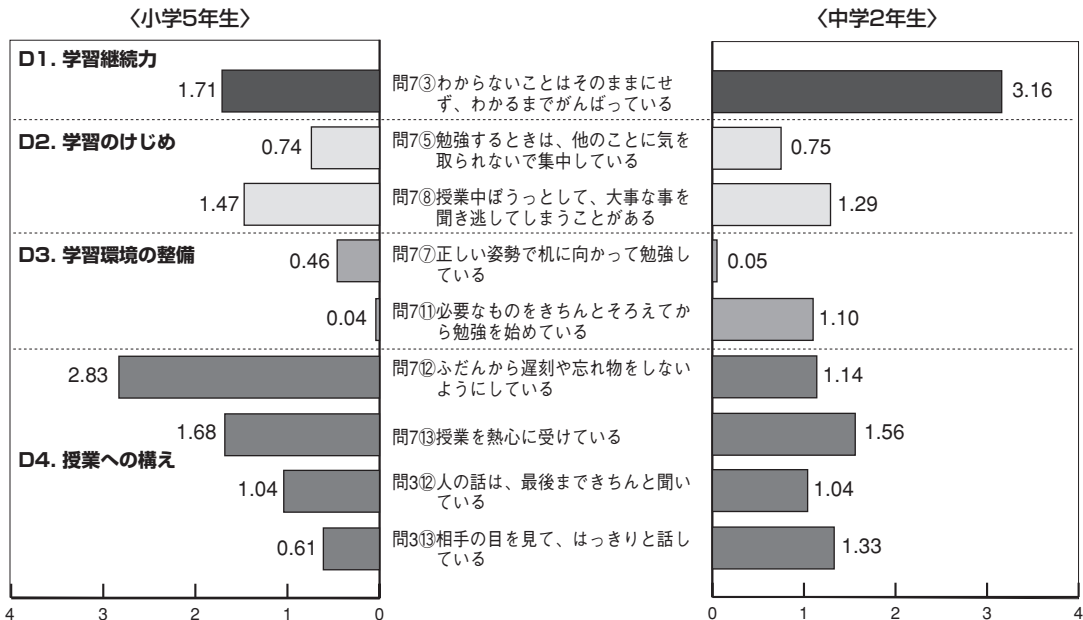 〈小学5年生〉
〈中学2年生〉
D1. 学習継続力
1.71
問7③わからないことはそのままにせ
ず、わかるまでがんばっている
3.16
D2. 学習のけじめ
0.74
問7⑤勉強するときは、他のことに気を
取られないで集中している
0.75
1.47
問7⑧授業中ぼうっとして、大事な事を
聞き逃してしまうことがある
1.29
D3. 学習環境の整備
0.46
問7⑦正しい姿勢で机に向かって勉強し
ている
0.05
0.04
問7⑪必要なものをきちんとそろえてか
ら勉強を始めている
1.10
2.83
問7⑫ふだんから遅刻や忘れ物をしない
ようにしている
1.14
D4. 授業への構え
1.68
問7⑬授業を熱心に受けている
1.56
1.04
問3⑫人の話は、最後まできちんと聞い
ている
1.04
0.61
問3⑬相手の目を見て、はっきりと話し
ている
1.33
4 3 2 1 0
0 1 2 3 4